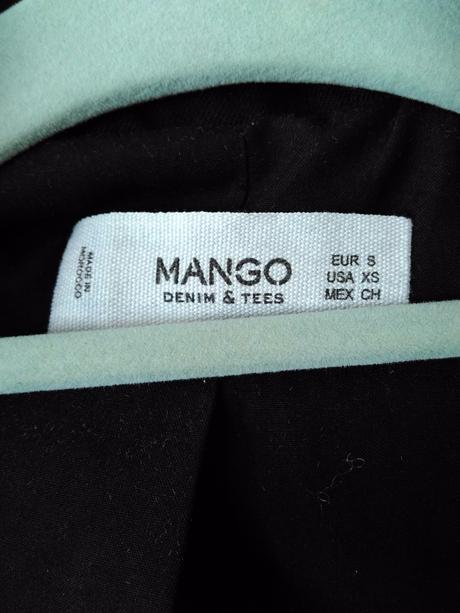 MADE IN
MOROCCO
MANGO
DENIM & TEES
EUR S
USA XS
MEX CH